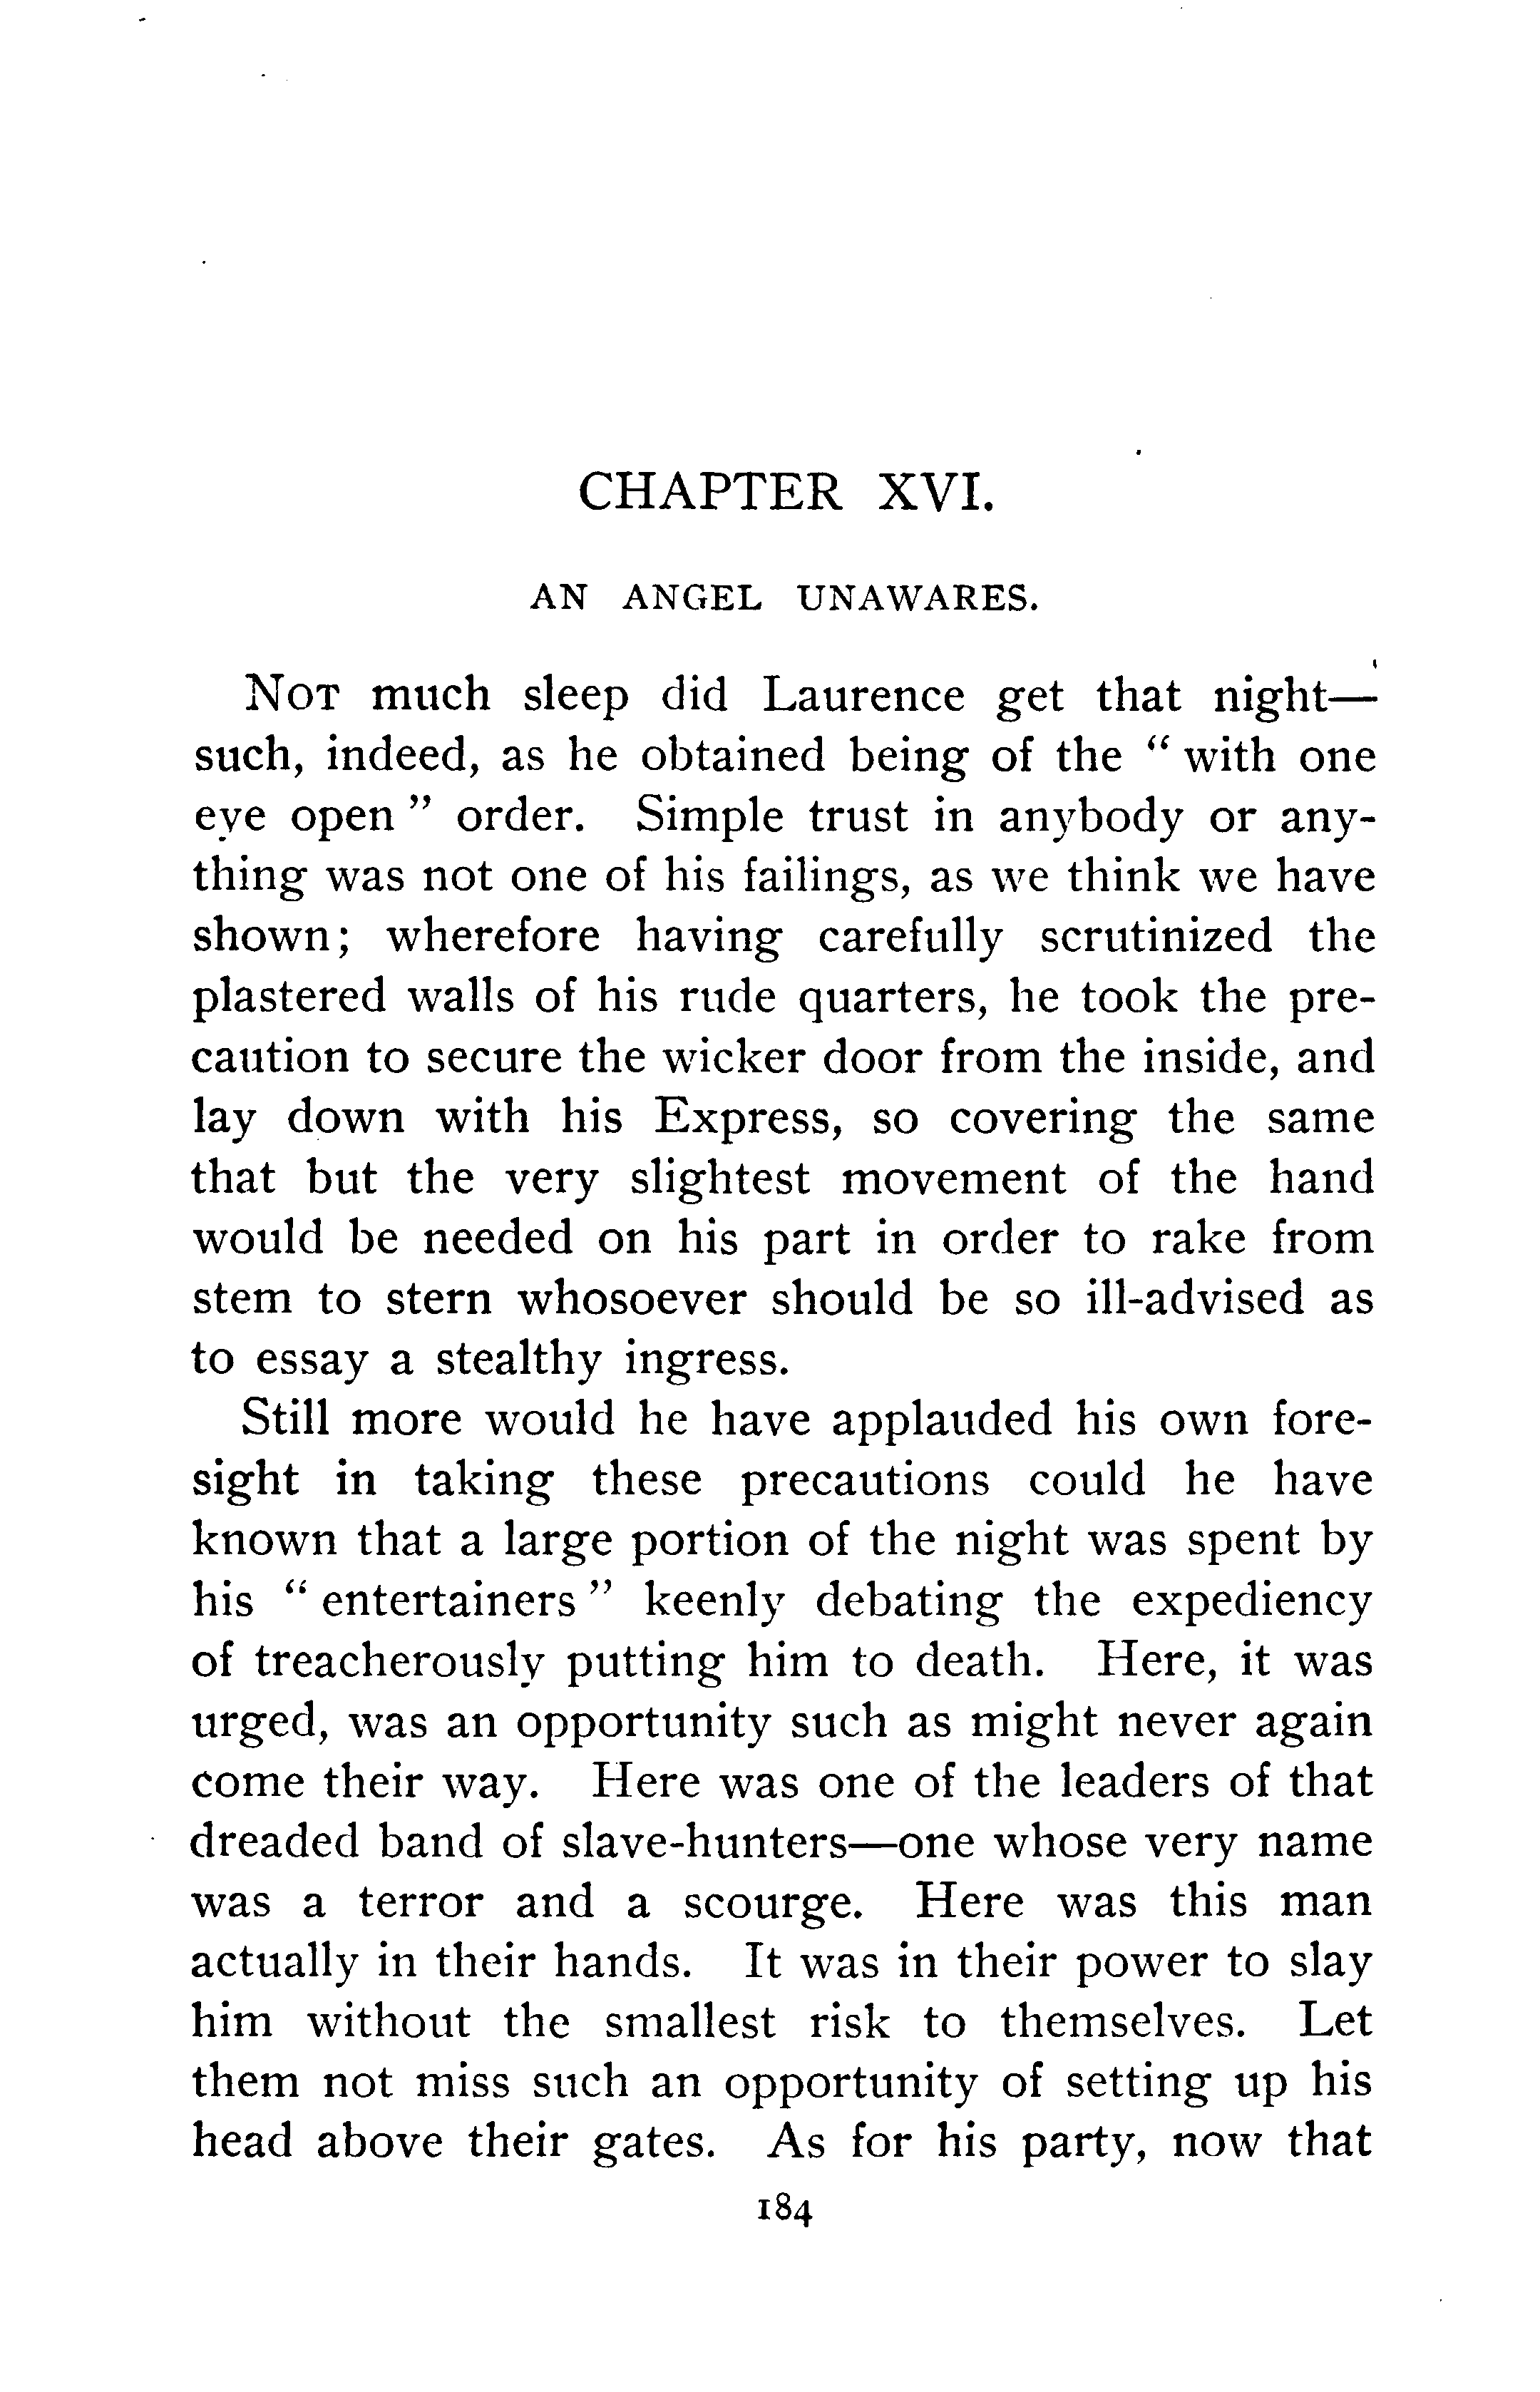 CHAPTER XVI.
AN ANGEL UNAWARES.
NOT much sleep did Laurence get that night—
such, indeed, as he obtained being of the “ with one
eye open ” order. Simple trust in anybody or any-
thing was not one of his failings, as we think we have
shown; wherefore having carefully scrutinized the
plastered walls of his rude quarters, he took the pre-
caution to secure the wicker door from the inside, and
lay down with his Express, so covering the same
that but the very slightest movement of the hand
would be needed on his part in order to rake from
stem to stern whosoever should be so ill-advised as
to essay a stealthy ingress.
Still more would he have applauded his own fore-
sight in taking these precautions could he have
known that a large portion of the night was spent by
his “ entertainers ” keenly debating the expediency
of treacherously putting him to death. Here, it was
urged, was an opportunity such as might never again
come their way. Here was one of the leaders of that
dreaded band of slave-hunters—one whose very name
was a terror and a scourge. Here was this man
actually in their hands. It was in their power to slay
him without the smallest risk to themselves. Let
them not miss such an opportunity of setting up his
head above their gates. As for his party, now that
184